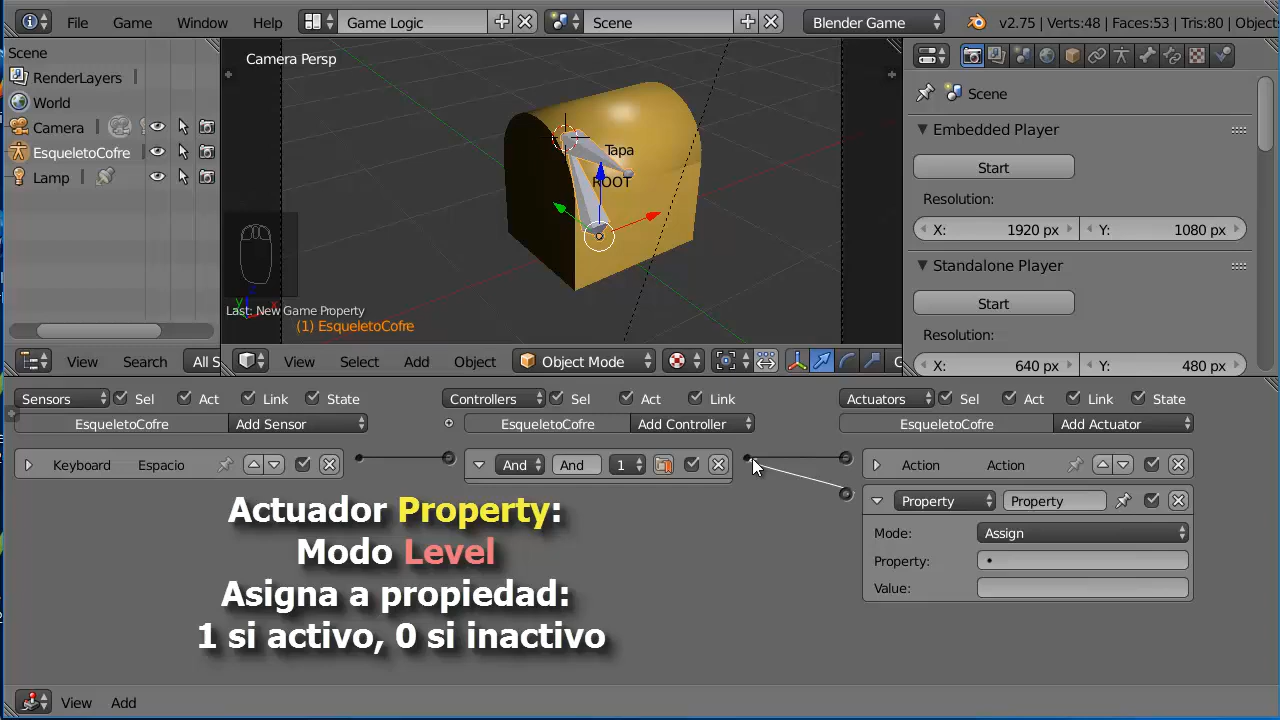 File Game Window Help Game Logic Scene Blender Game v2.75 | Verts:48 | Faces:53 | Tris:80 | Object
Scene
RenderLayers
World
Camera
EsqueletoCofre
Lamp
View Search All S
Camera Persp
Tapa
ROOT
Last: New Game Property
(1) EsqueletoCofre
View Select Add Object Object Mode G
Scene
Embedded Player
Start
Resolution:
X: 1920 px Y: 1080 px
Standalone Player
Start
Resolution:
X: 640 px Y: 480 px
Sensors Sel Act Link State
EsqueletoCofre Add Sensor
Keyboard Espacio
Controllers Sel Act Link
EsqueletoCofre Add Controller
And And 1
Actuators Sel Act Link State
EsqueletoCofre Add Actuator
Action Action
Property Property
Mode: Assign
Property:
Value:
Actuador Property:
Modo Level
Asigna a propiedad:
1 si activo, 0 si inactivo
View Add